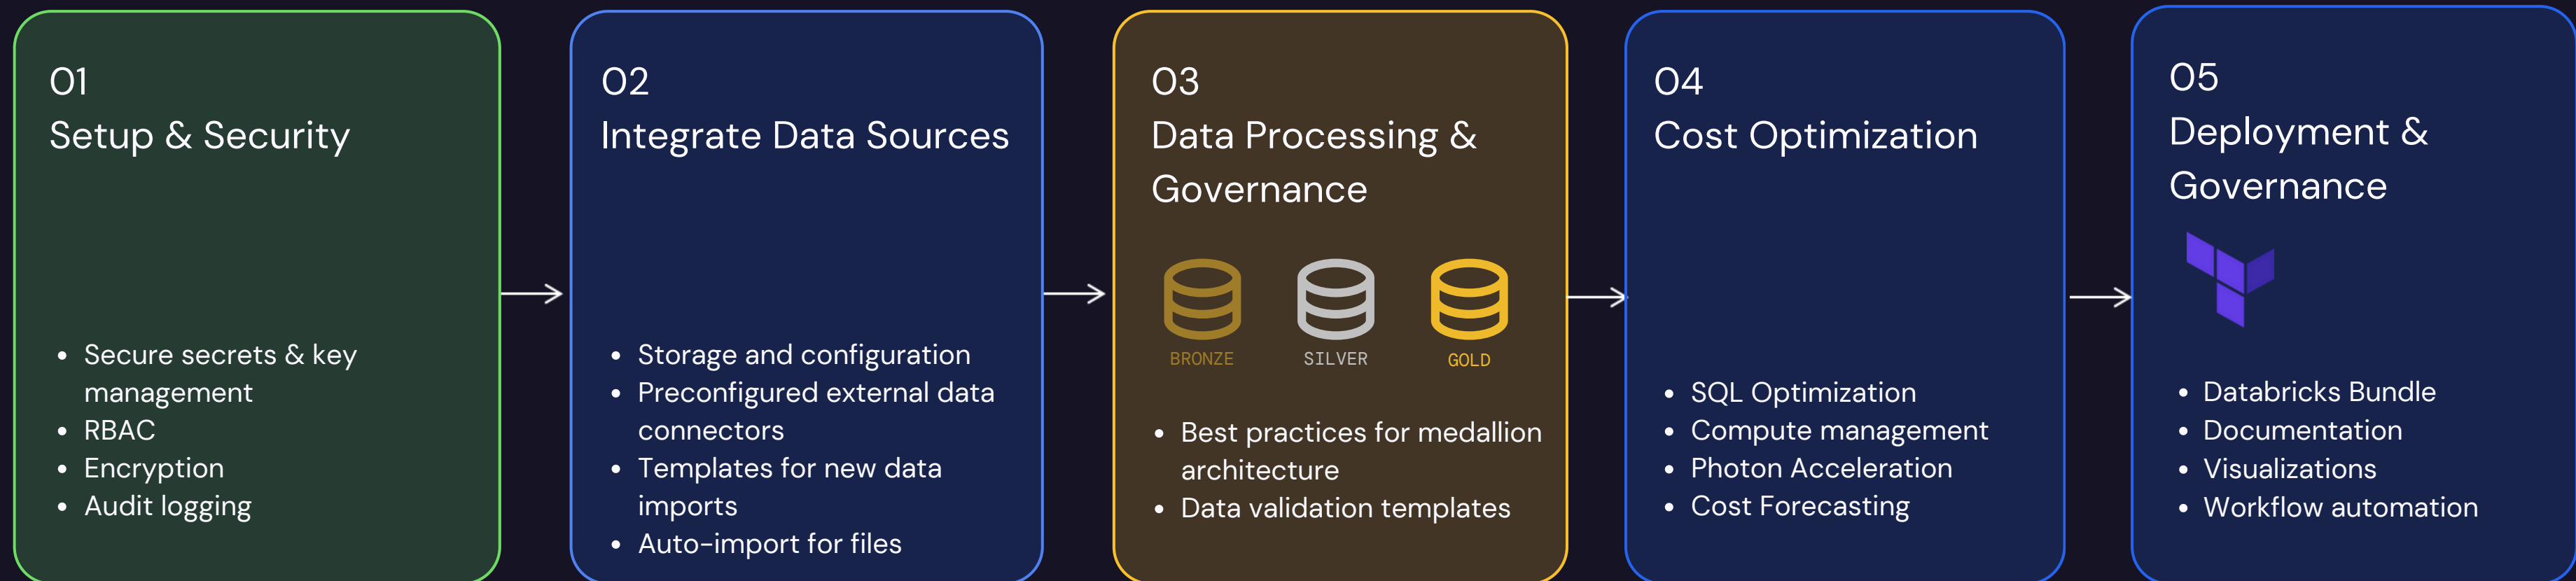 01
Setup & Security
• Secure secrets & key
management
• RBAC
• Encryption
• Audit logging
02
Integrate Data Sources
• Storage and configuration
• Preconfigured external data
connectors
• Templates for new data
imports
• Auto-import for files
03
Data Processing &
Governance
BRONZE
SILVER
GOLD
• Best practices for medallion
architecture
• Data validation templates
04
Cost Optimization
• SQL Optimization
• Compute management
• Photon Acceleration
• Cost Forecasting
05
Deployment &
Governance
• Databricks Bundle
• Documentation
• Visualizations
• Workflow automation